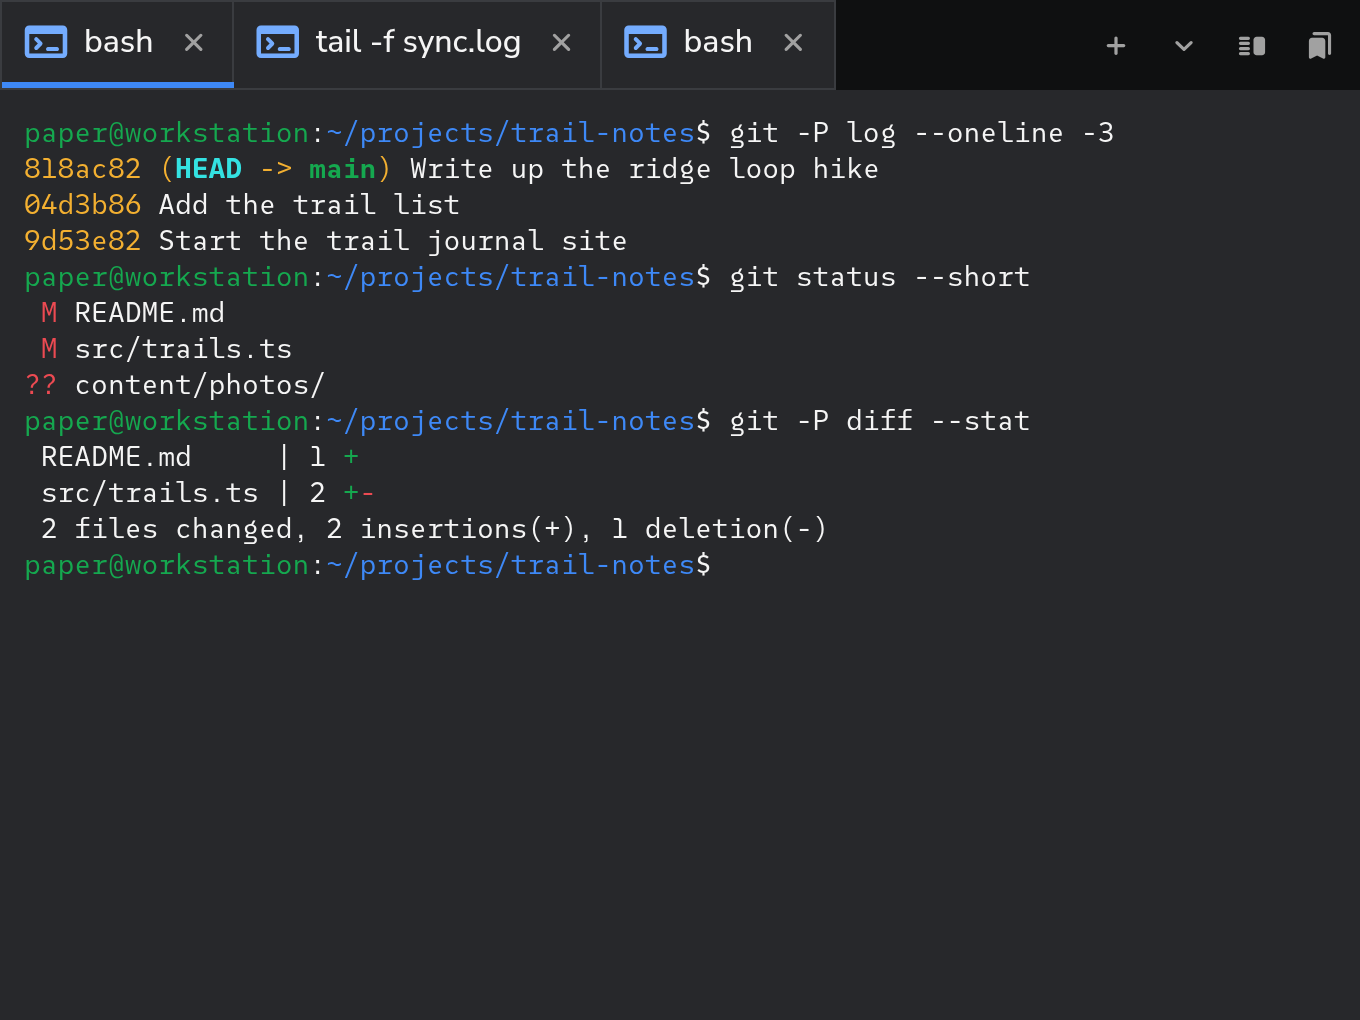 bash tail -f sync.log bash
paper@workstation:~/projects/trail-notes$ git -P log --oneline -3
818ac82 (HEAD -> main) Write up the ridge loop hike
04d3b86 Add the trail list
9d53e82 Start the trail journal site
paper@workstation:~/projects/trail-notes$ git status --short
 M README.md
 M src/trails.ts
?? content/photos/
paper@workstation:~/projects/trail-notes$ git -P diff --stat
 README.md     | 1 +
 src/trails.ts | 2 +-
 2 files changed, 2 insertions(+), 1 deletion(-)
paper@workstation:~/projects/trail-notes$